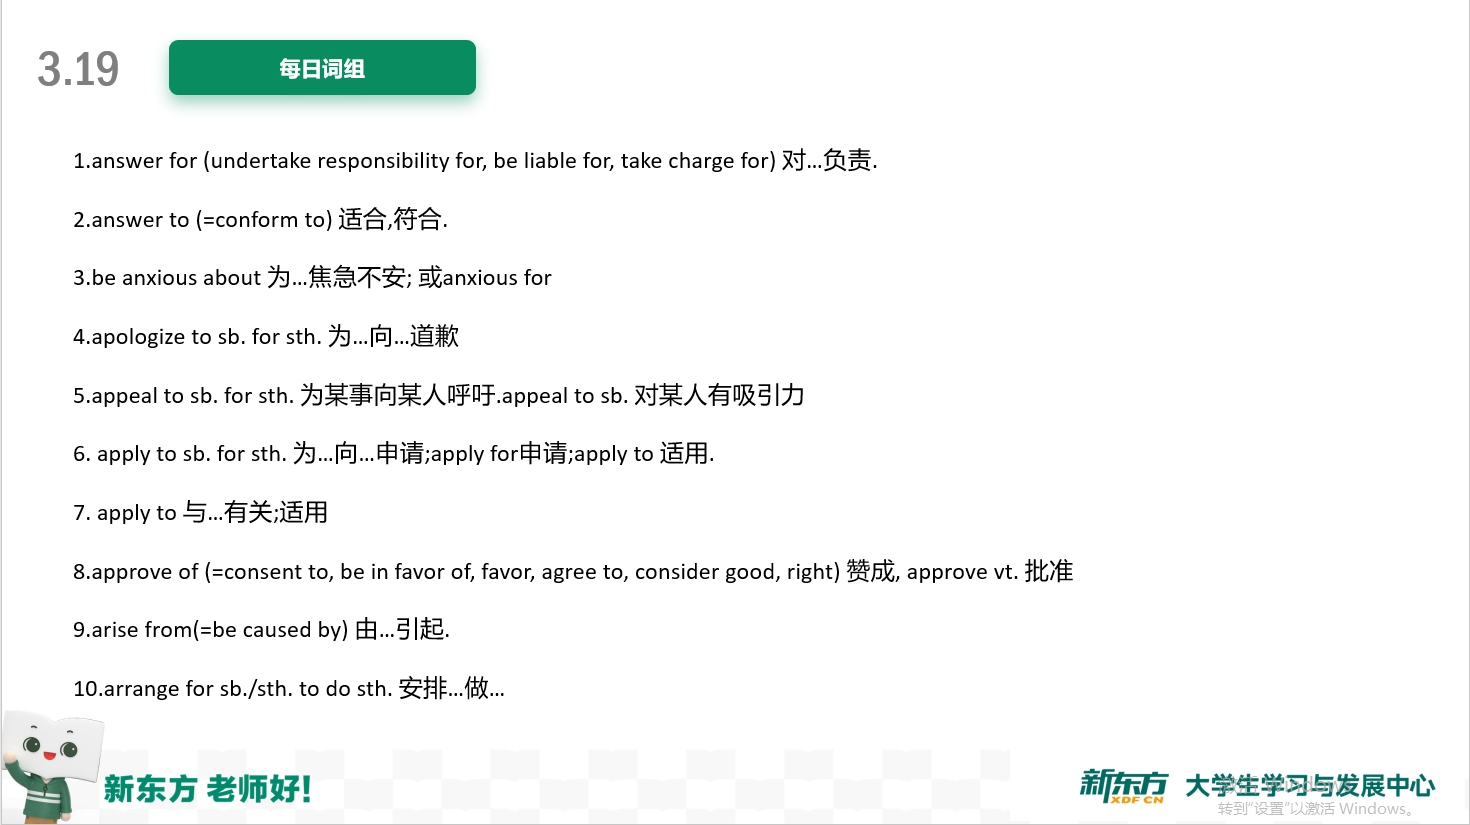 3.19
每日词组
1.answer for (undertake responsibility for, be liable for, take charge for) 对...负责.
2.answer to (=conform to) 适合,符合.
3.be anxious about 为...焦急不安; 或anxious for
4.apologize to sb. for sth. 为...向...道歉
5.appeal to sb. for sth. 为某事向某人呼吁.appeal to sb. 对某人有吸引力
6. apply to sb. for sth. 为...向...申请;apply for申请;apply to 适用.
7. apply to 与...有关;适用
8.approve of (=consent to, be in favor of, favor, agree to, consider good, right) 赞成, approve vt. 批准
9.arise from(=be caused by) 由...引起.
10.arrange for sb./sth. to do sth. 安排...做...
新东方 老师好!
新东方
XDF.CN
大学生学习与发展中心
激活 Windows
转到“设置”以激活 Windows。